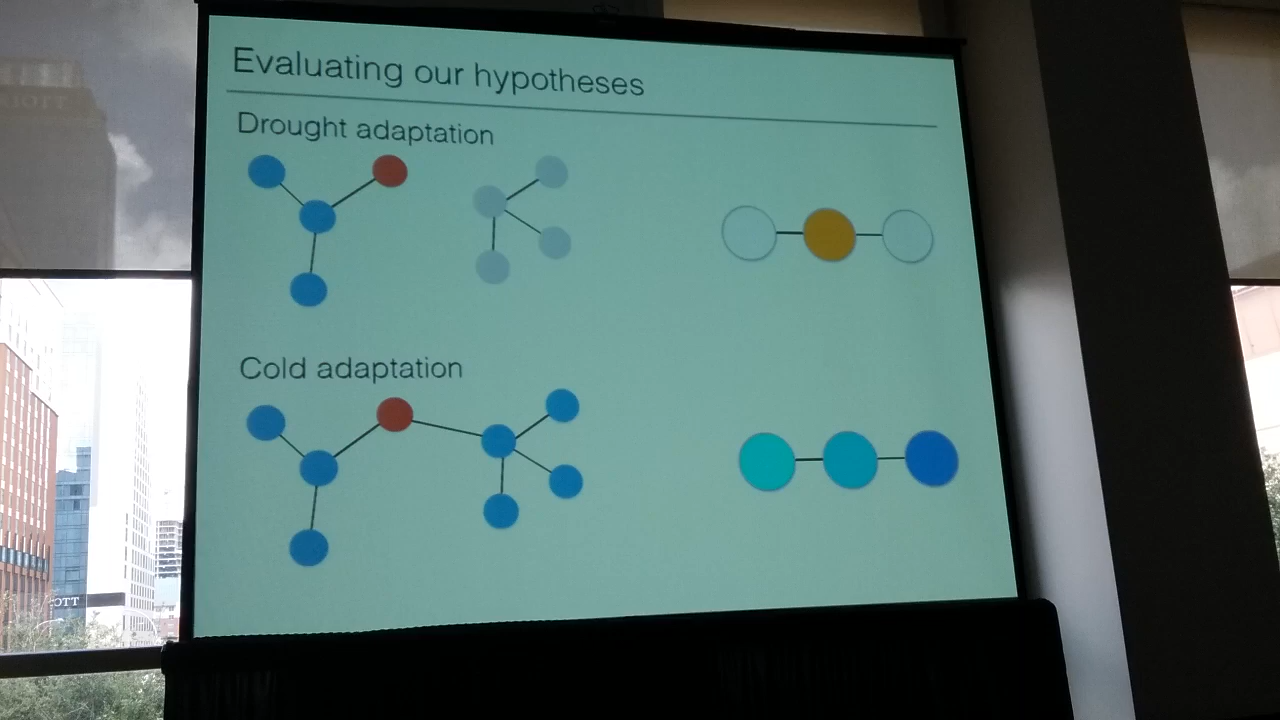 Evaluating our hypotheses
Drought adaptation
Cold adaptation